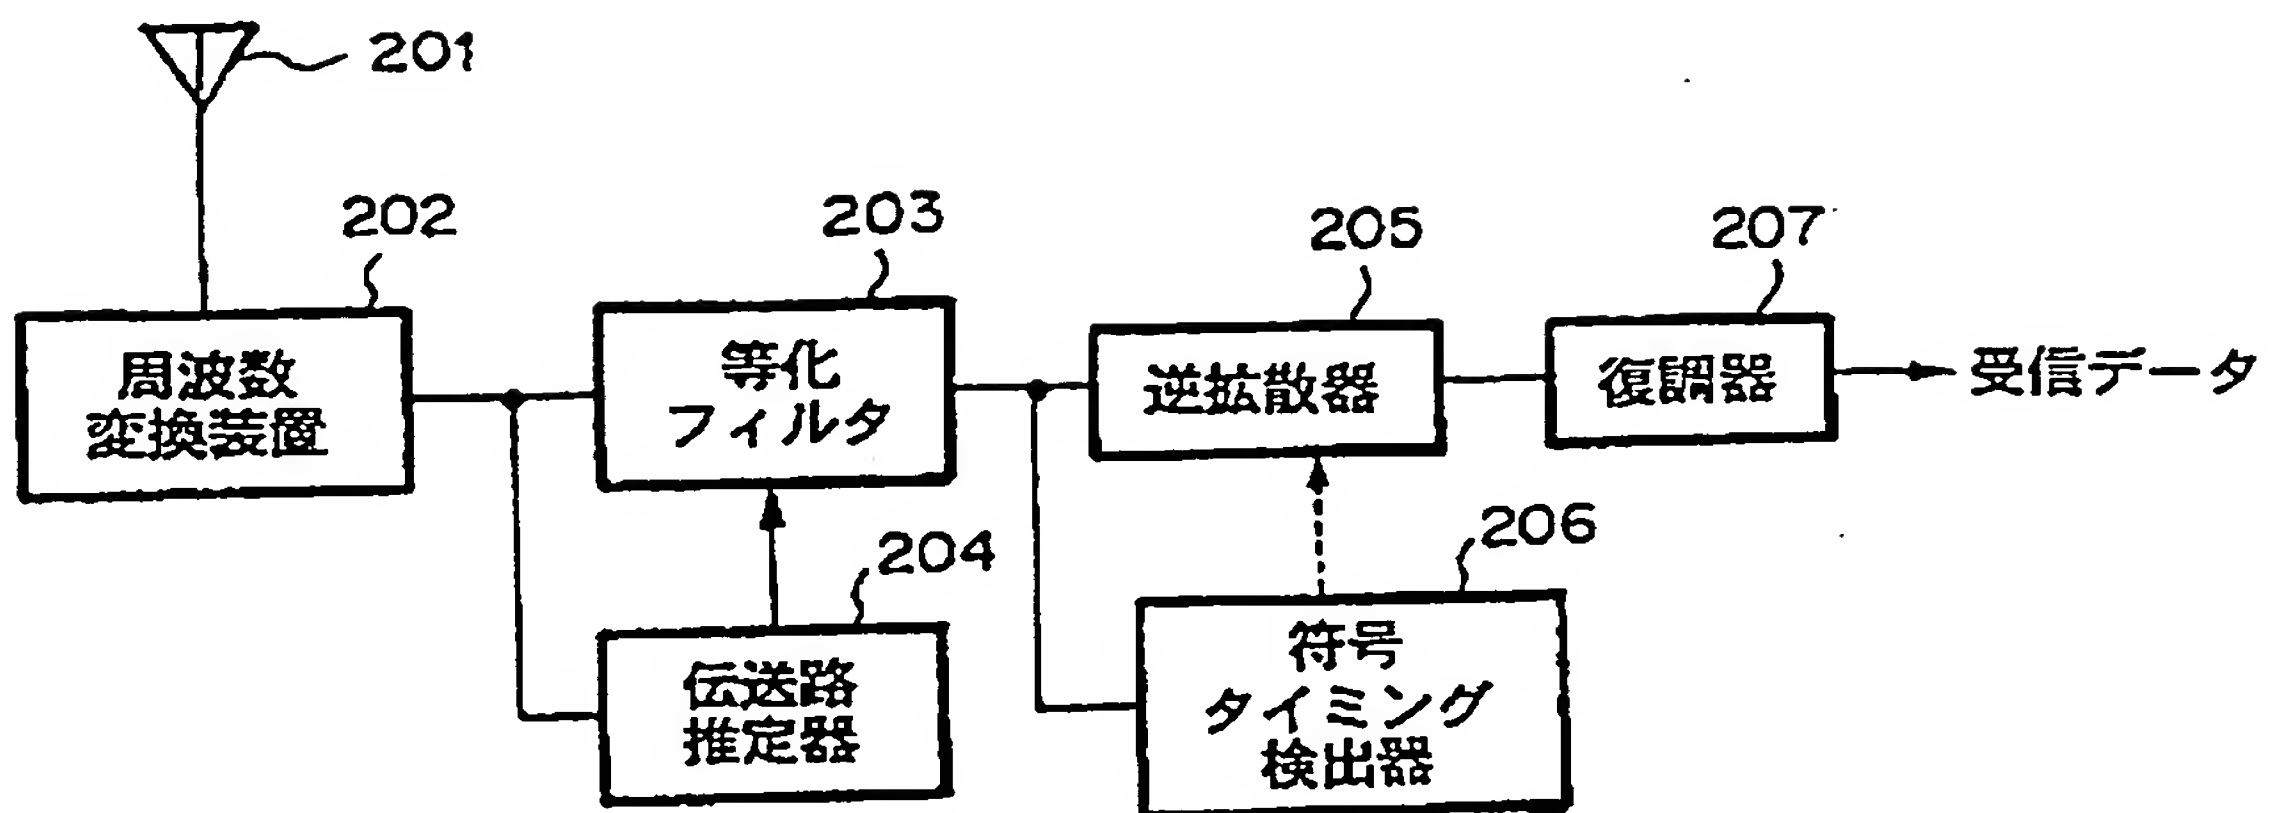 201
202
周波数
変換装置
203
等化
フィルタ
204
伝送路
推定器
205
逆拡散器
206
符号
タイミング
検出器
207
復調器
受信データ